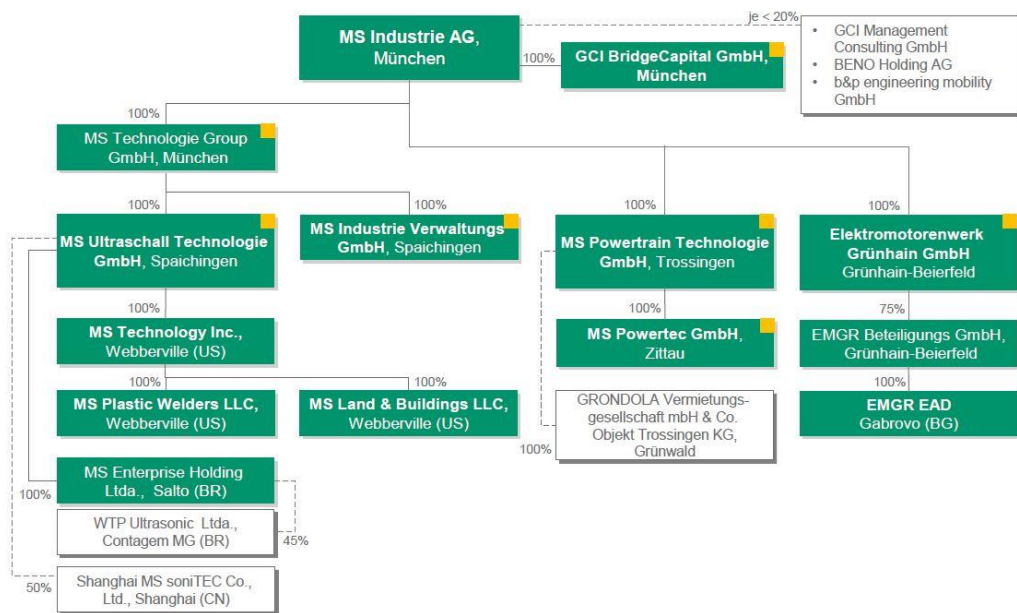 MS Industrie AG,
München
je < 20%
• GCI Management
Consulting GmbH
• BENO Holding AG
• b&p engineering mobility
GmbH
100%
GCI BridgeCapital GmbH,
München
100%
MS Technologie Group
GmbH, München
100%
100%
100%
100%
MS Ultraschall Technologie
GmbH, Spaichingen
MS Industrie Verwaltungs
GmbH, Spaichingen
MS Powertrain Technologie
GmbH, Trossingen
Elektromotorenwerk
Grünhain GmbH
Grünhain-Beierfeld
100%
100%
75%
MS Technology Inc.,
Webberville (US)
MS Powertec GmbH,
Zittau
EMGR Beteiligungs GmbH,
Grünhain-Beierfeld
100%
100%
100%
MS Plastic Welders LLC,
Webberville (US)
MS Land & Buildings LLC,
Webberville (US)
GRONDOLA Vermietungs-
gesellschaft mbH & Co.
Objekt Trossingen KG,
Grünwald
100%
EMGR EAD
Gabrovo (BG)
MS Enterprise Holding
Ltda., Salto (BR)
100%
WTP Ultrasonic Ltda.,
Contagem MG (BR)
45%
Shanghai MS soniTEC Co.,
Ltd., Shanghai (CN)
50%